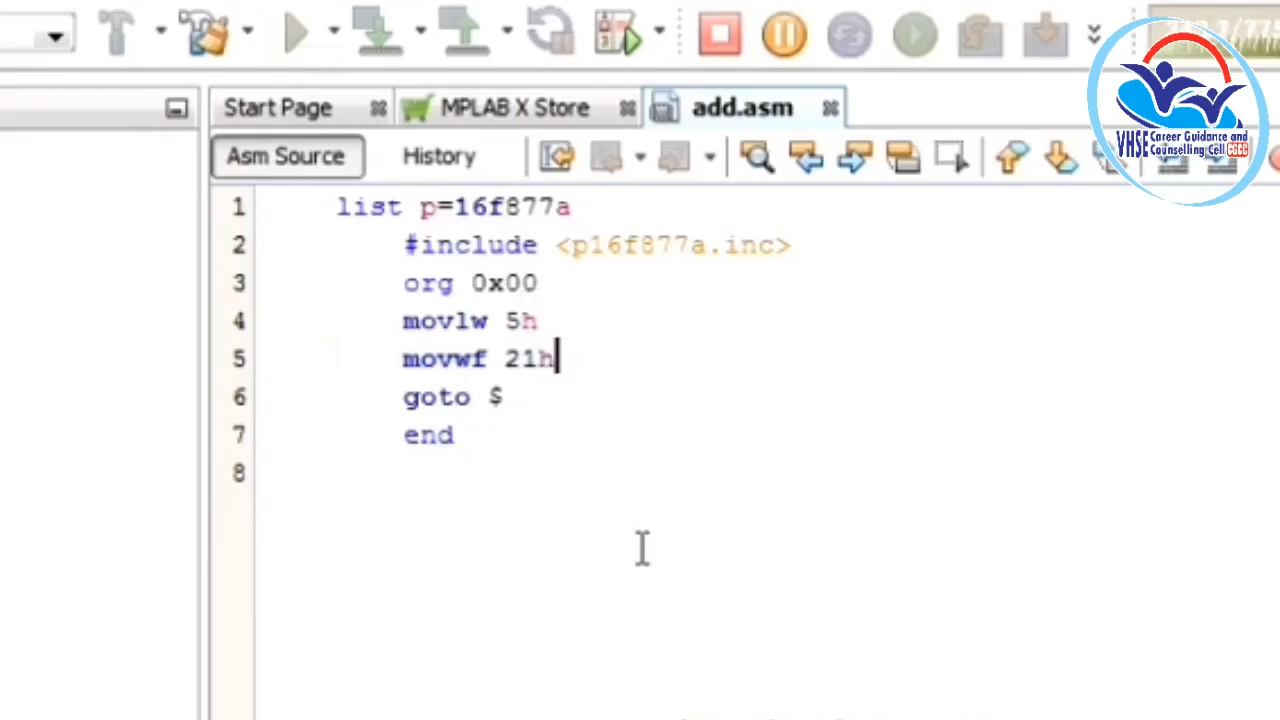 Start Page
MPLAB X Store
add.asm
Asm Source
History
VHSE Career Guidance and
Counselling Cell CGCC
1 list p=16f877a
2 #include <p16f877a.inc>
3 org 0x00
4 movlw 5h
5 movwf 21h
6 goto $
7 end
8